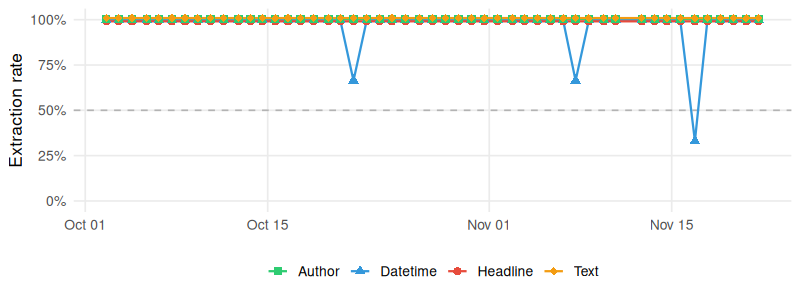 100%
75%
Extraction rate
50%
25%
0%
Oct 01 Oct 15 Nov 01 Nov 15
Author Datetime Headline Text